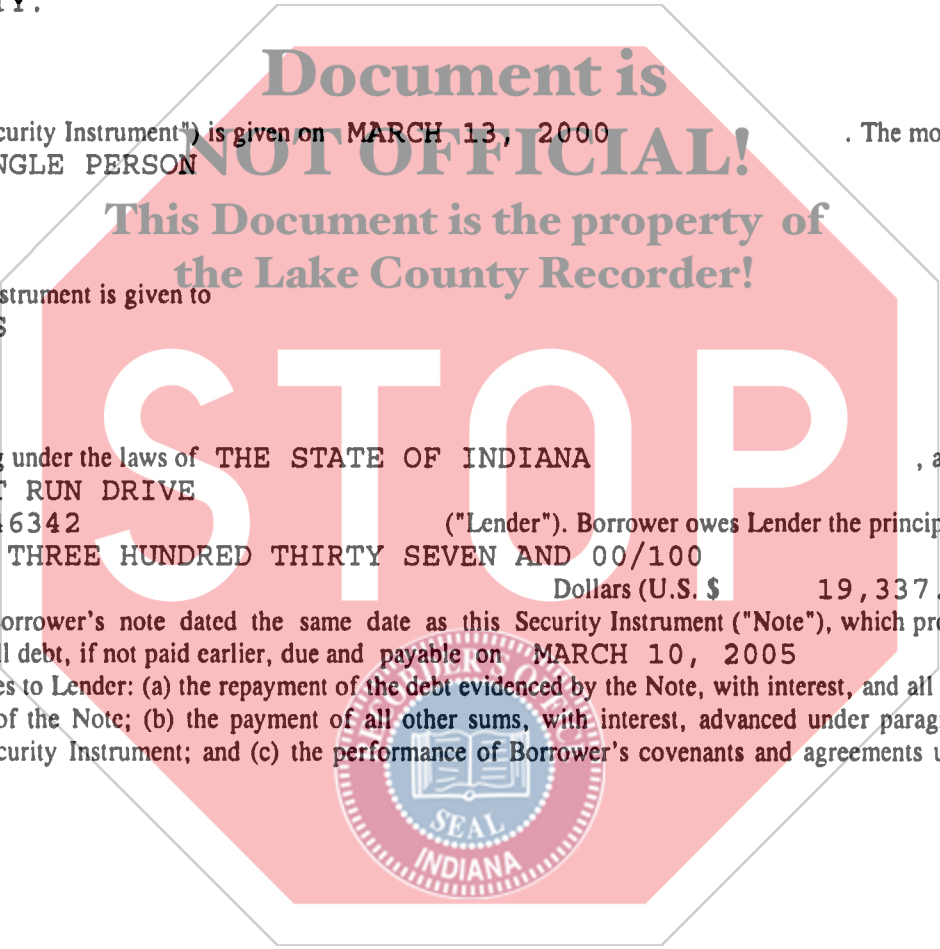 Y.
Document is
curity Instrument") is given on MARCH 13, 2000 . The mo
NGLE PERSON
NOT OFFICIAL!
This Document is the property of
the Lake County Recorder!
strument is given to
S
STOP
g under the laws of THE STATE OF INDIANA , a
T RUN DRIVE
6342 ("Lender"). Borrower owes Lender the princip
THREE HUNDRED THIRTY SEVEN AND 00/100
Dollars (U.S. $ 19,337.
orrower's note dated the same date as this Security Instrument ("Note"), which pro
l debt, if not paid earlier, due and payable on MARCH 10, 2005
es to Lender: (a) the repayment of the debt evidenced by the Note, with interest, and all
of the Note; (b) the payment of all other sums, with interest, advanced under parag
curity Instrument; and (c) the performance of Borrower's covenants and agreements u
RECORDER'S OFFICE
SEAL
INDIANA